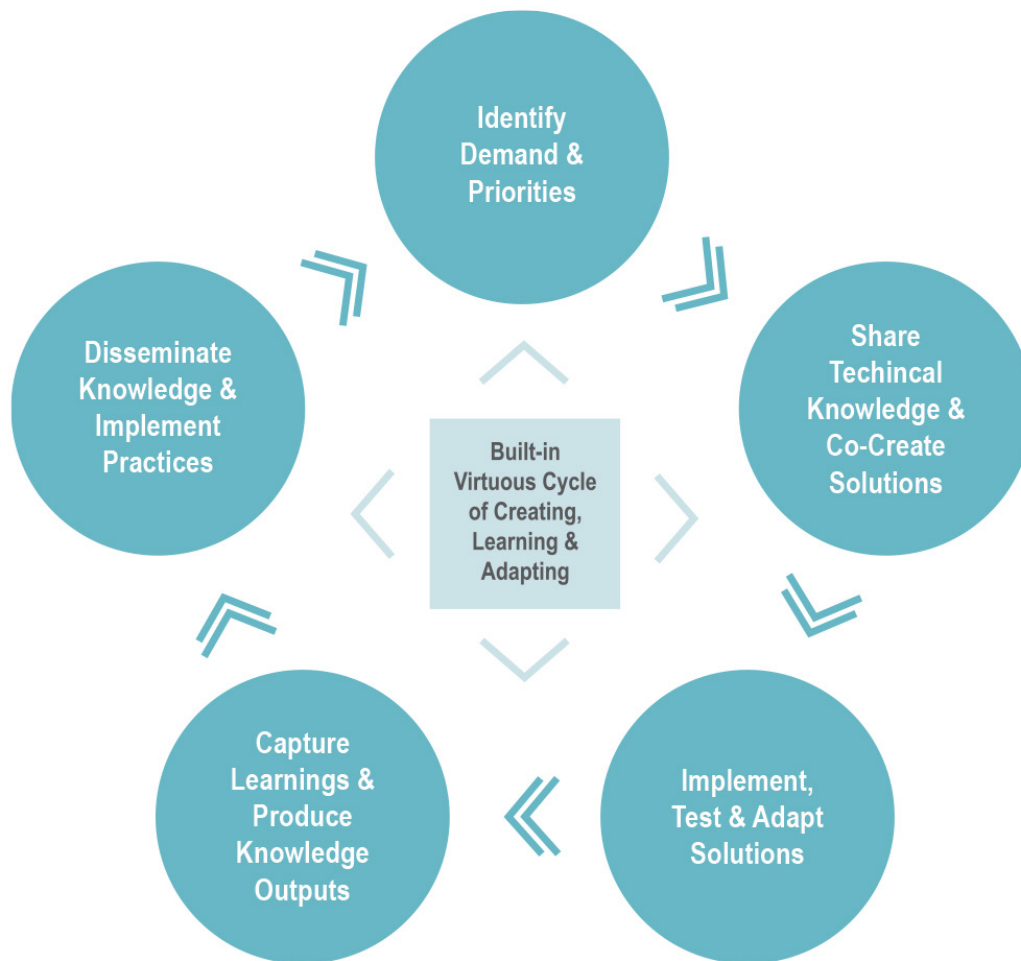 Identify
Demand &
Priorities
Share
Techincal
Knowledge &
Co-Create
Solutions
Implement,
Test & Adapt
Solutions
Capture
Learnings &
Produce
Knowledge
Outputs
Disseminate
Knowledge &
Implement
Practices
Built-in
Virtuous Cycle
of Creating,
Learning &
Adapting